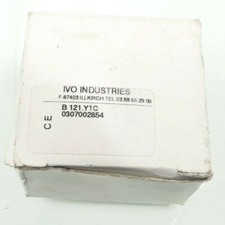 IVO INDUSTRIES
F-67403 ILLKIRCH TEL 03 88 55 29 00
B 121.Y1C
0307002854
CE